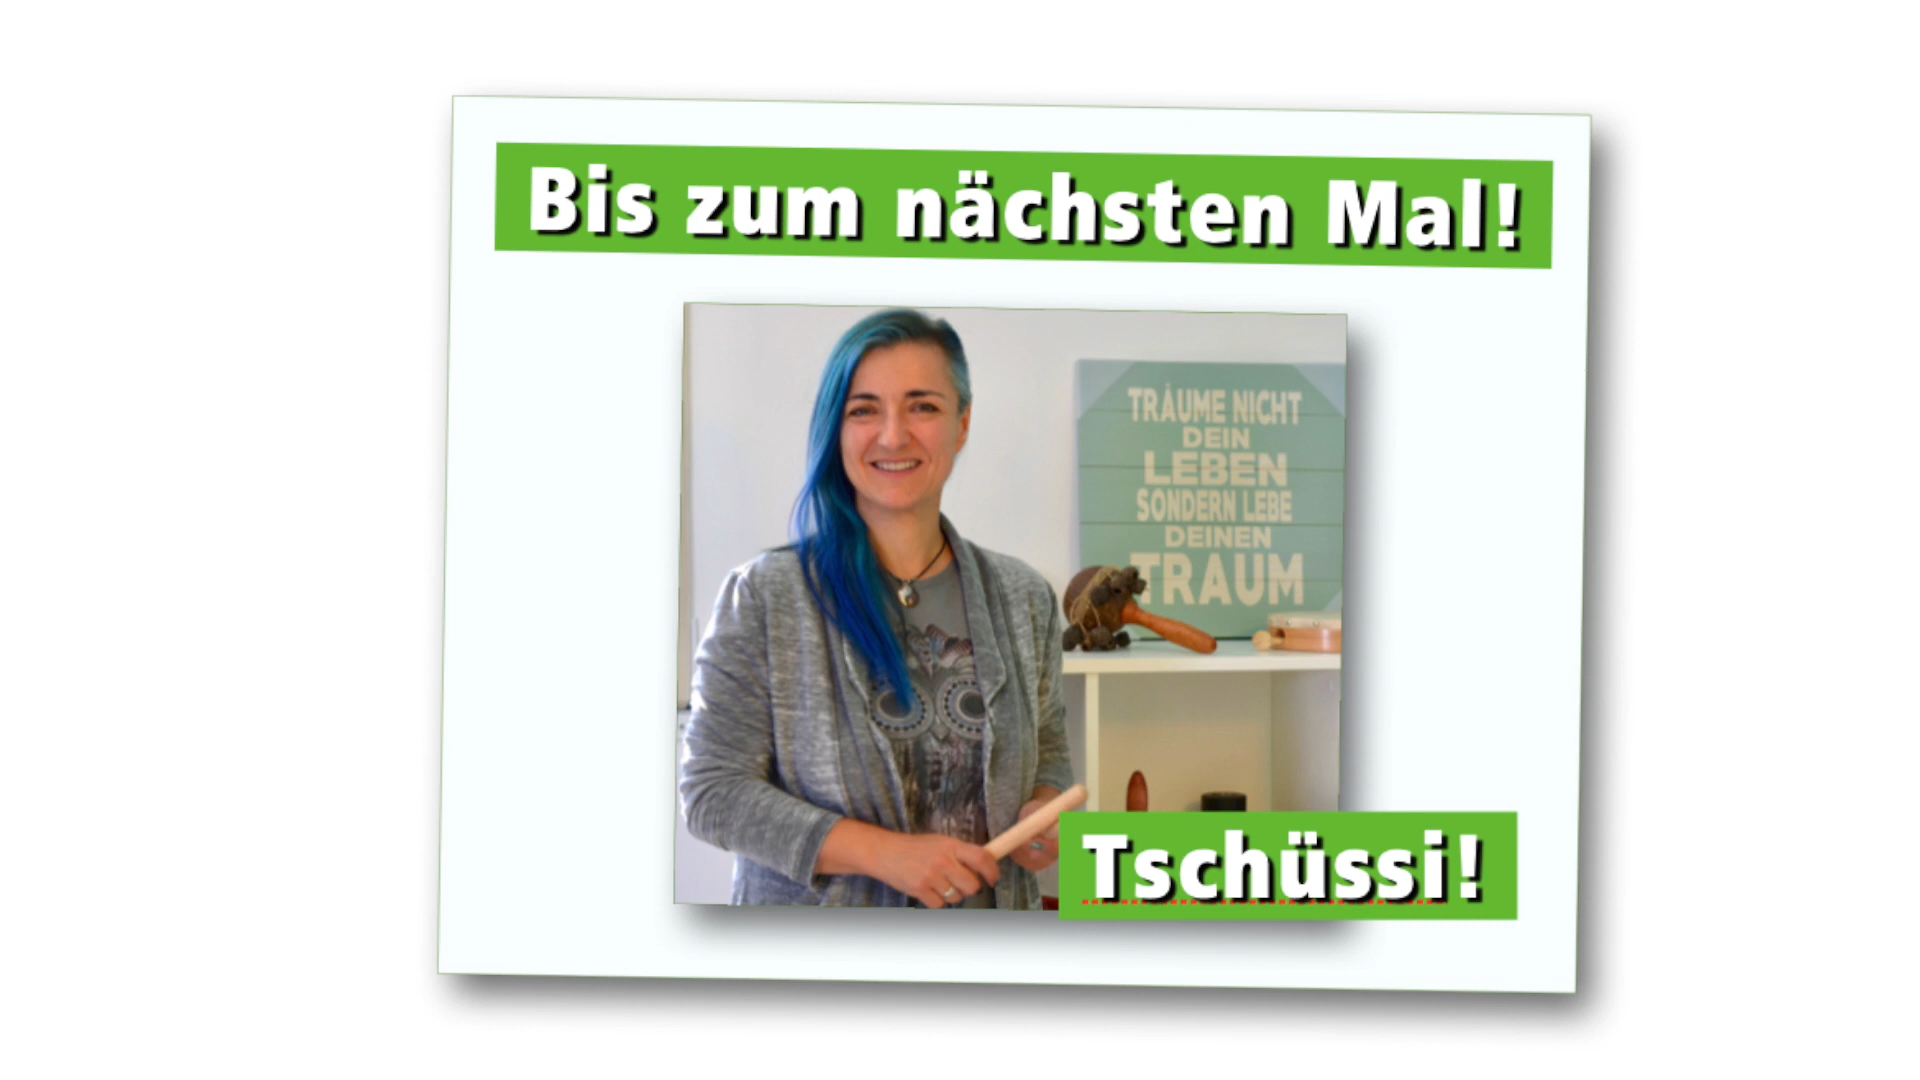 Bis zum nächsten Mal!
TRÄUME NICHT
DEIN
LEBEN
SONDERN LEBE
DEINEN
TRAUM
Tschüssi!